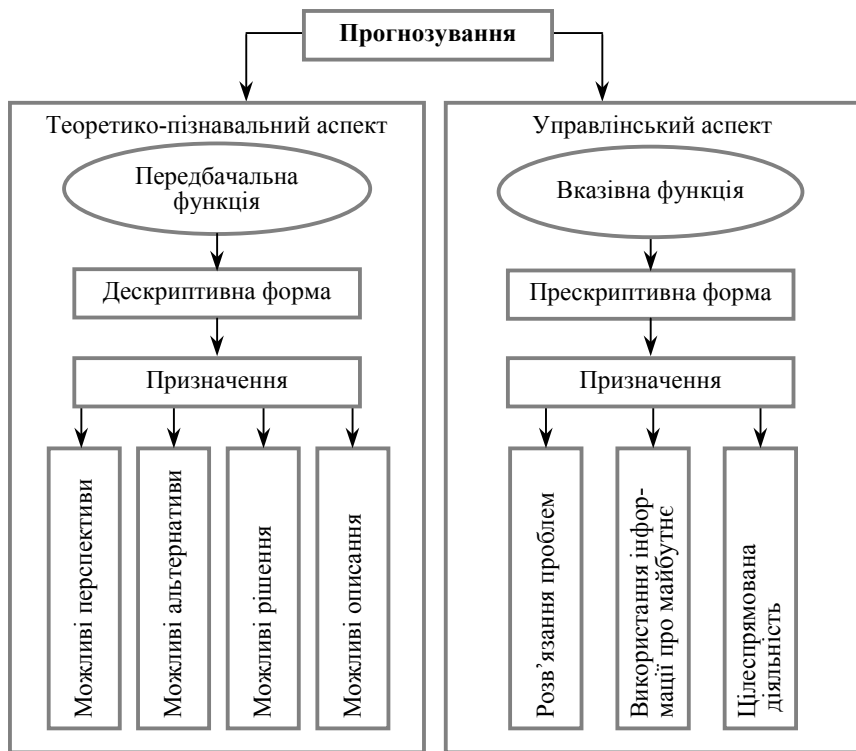 Прогнозування
Теоретико-пізнавальний аспект
Передбачальна
функція
Дескриптивна форма
Призначення
Можливі перспективи
Можливі альтернативи
Можливі рішення
Можливі описання
Управлінський аспект
Вказівна функція
Прескриптивна форма
Призначення
Розв’язання проблем
Використання інфор-
мації про майбутнє
Цілеспрямована
діяльність